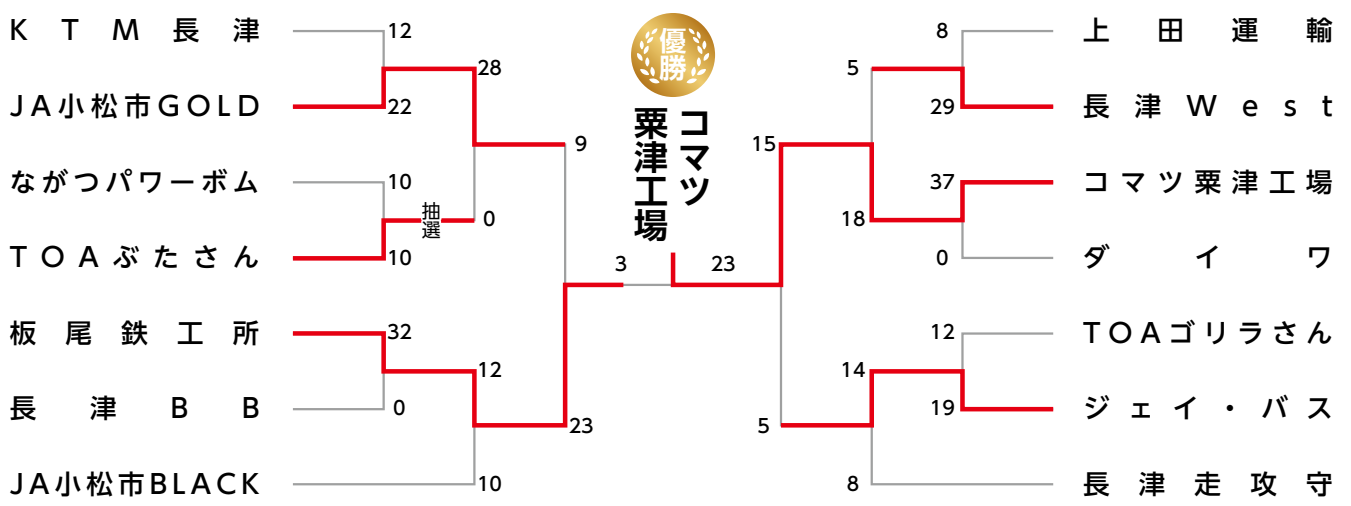 KTM長津
12
JA小松市GOLD
22
28
ながつパワーボム
10
TOAぶたさん
10
抽選
0
9
板尾鉄工所
32
長津BB
0
12
JA小松市BLACK
10
23
3
優勝
コマツ
粟津工場
23
上田運輸
8
長津West
29
5
コマツ粟津工場
37
ダイワ
0
18
15
TOAゴリラさん
12
ジェイ・バス
19
14
長津走攻守
8
5